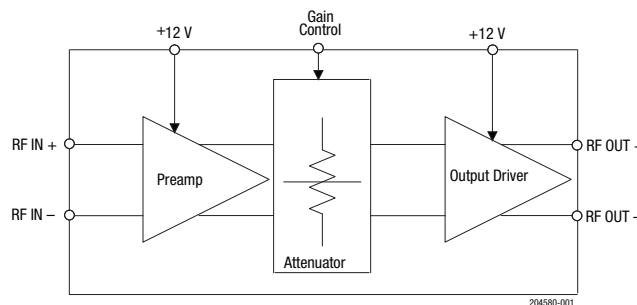 Gain
Control
+12 V
+12 V
RF IN +
RF OUT -
Preamp
Output Driver
RF IN –
RF OUT -
Attenuator
204580-001